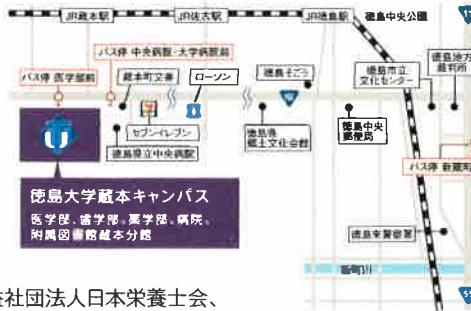 JR蔵本駅
JR佐古駅
JR徳島駅
徳島中央公園
バス停 中央病院・大学病院前
バス停 医学部前
蔵本町交番
ローソン
徳島そごう
徳島市立
文化センター
徳島地方
裁判所
セブンイレブン
徳島県立中央病院
徳島県
郷土文化会館
徳島中央
郵便局
バス停 新蔵町
徳島大学蔵本キャンパス
医学部、歯学部、薬学部、病院、
附属図書館蔵本分館
徳島東警察署
新町川
社団法人日本栄養士会、